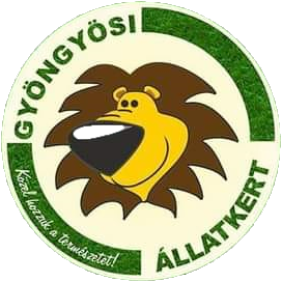 GYÖNGYÖSI
ÁLLATKERT
Közel hozzuk a természetet!